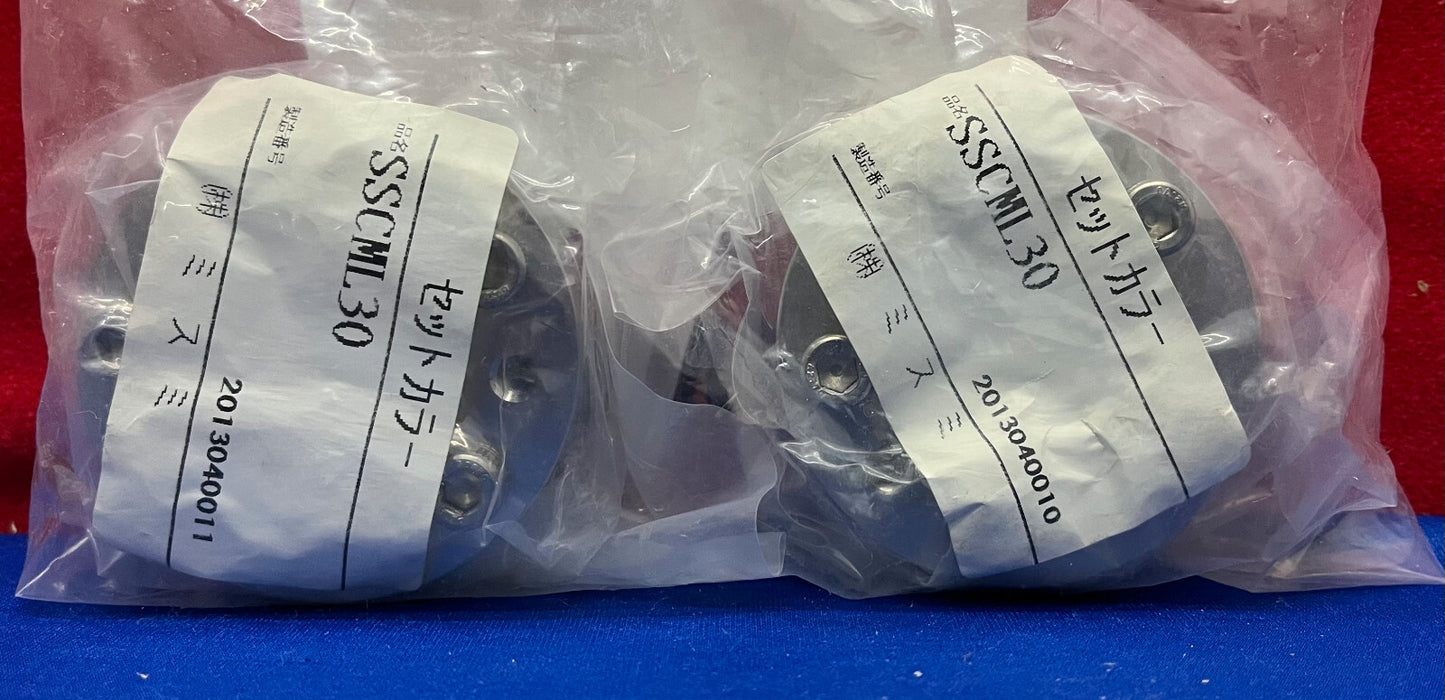 セットカラー
品名
SSCML30
製造番号
2013040011
㈱ ミスミ
セットカラー
品名
SSCML30
製造番号
2013040010
㈱ ミスミ